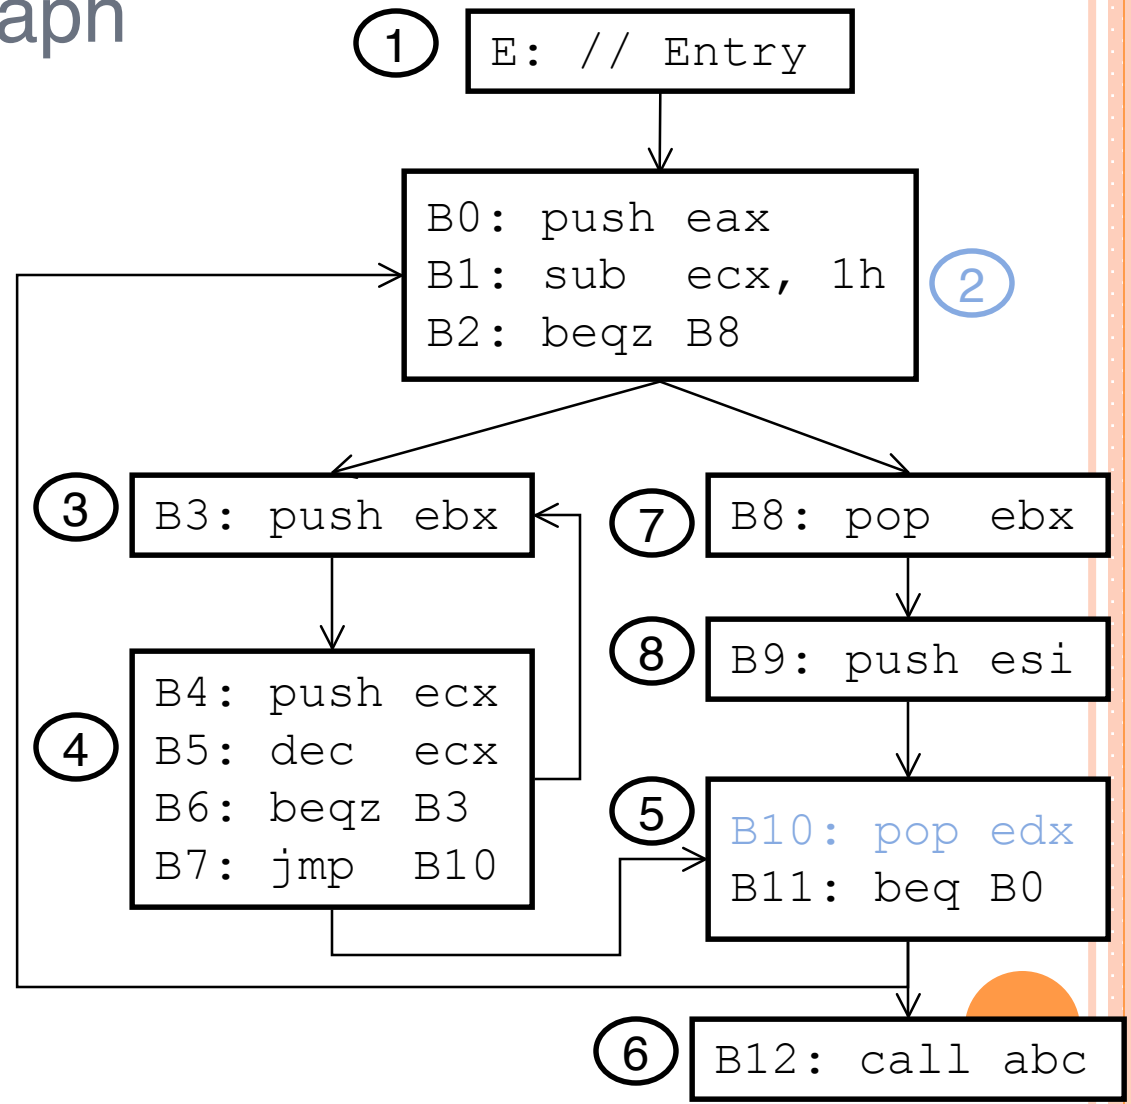 aph
1
E: // Entry
B0: push eax
B1: sub ecx, 1h
B2: beqz B8
2
3
B3: push ebx
7
B8: pop ebx
8
B9: push esi
4
B4: push ecx
B5: dec ecx
B6: beqz B3
B7: jmp B10
5
B10: pop edx
B11: beq B0
6
B12: call abc